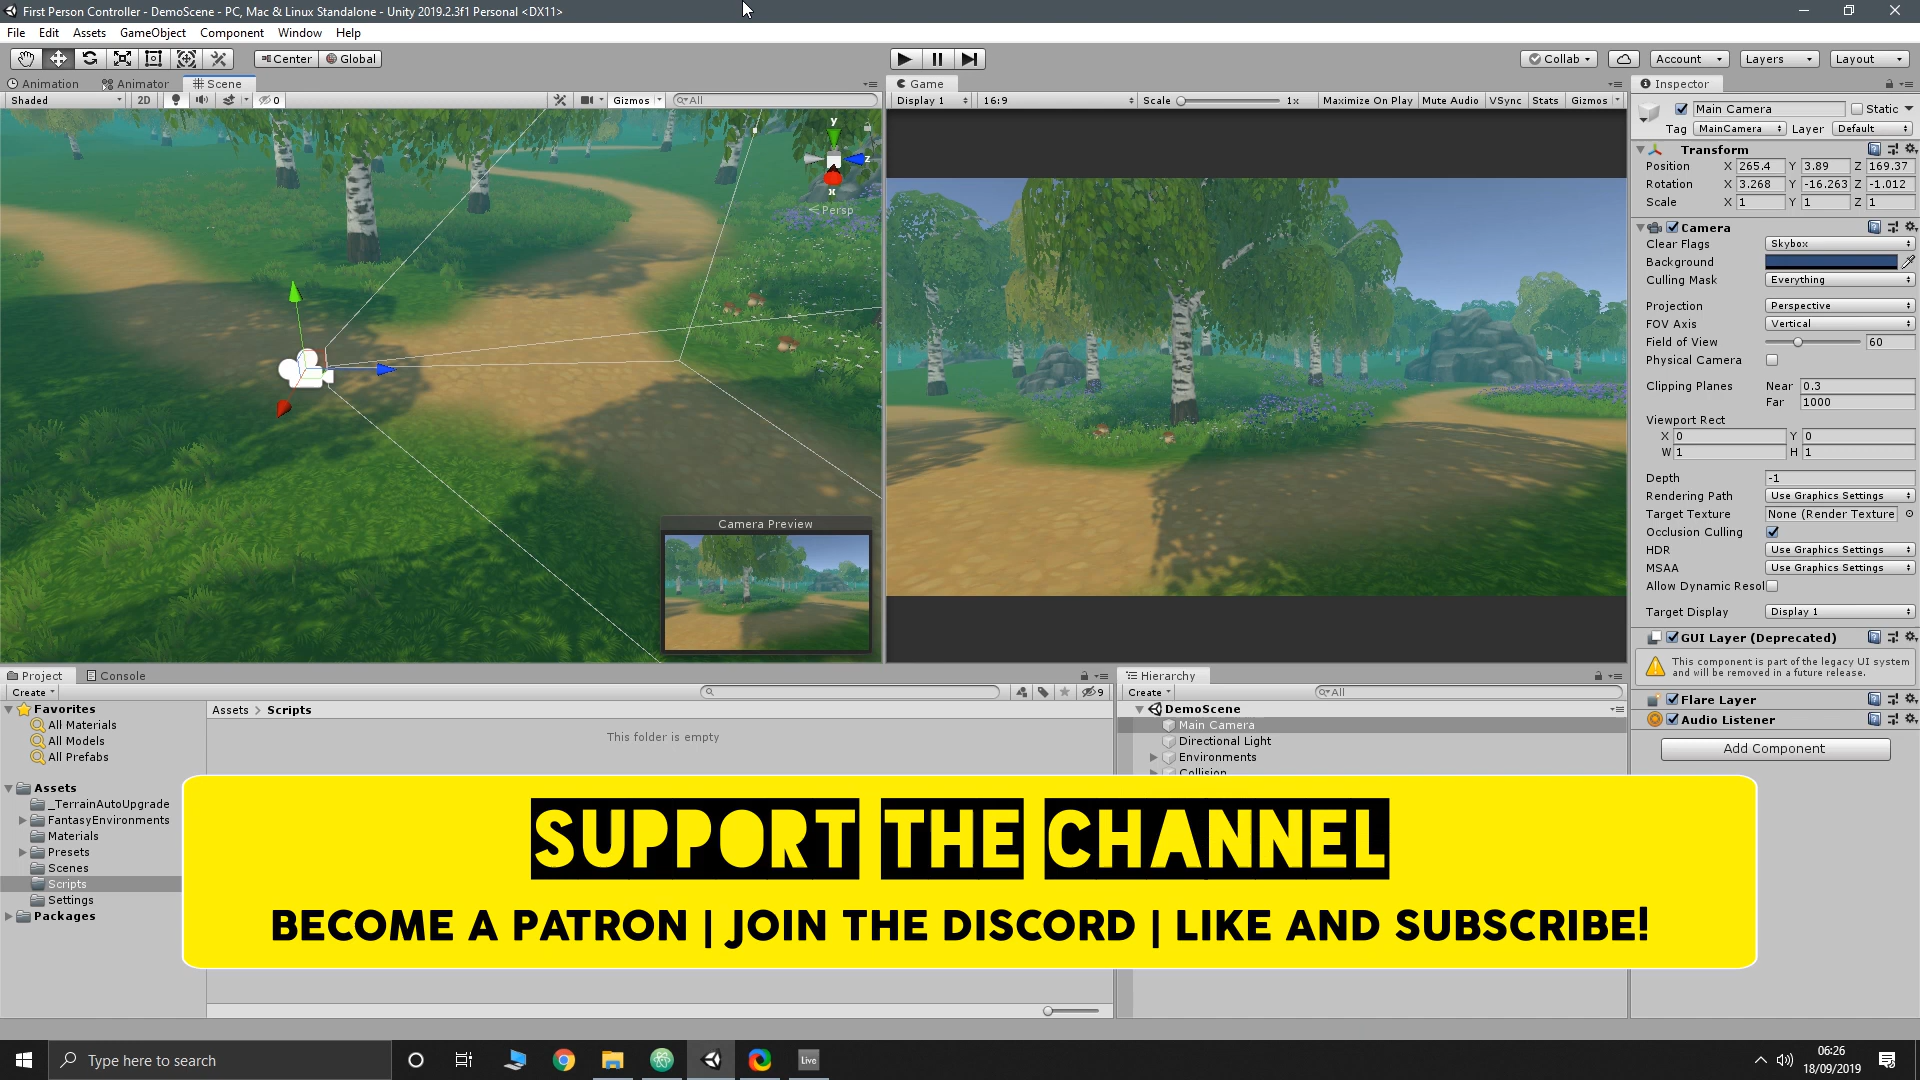 First Person Controller - DemoScene - PC, Mac & Linux Standalone - Unity 2019.2.3f1 Personal <DX11>
File Edit Assets GameObject Component Window Help
Center Global Collab Account Layers Layout
Animation Animator Scene
Shaded 2D 0 Gizmos All
y
z
x
Persp
Camera Preview
Game
Display 1 16:9 Scale 1x Maximize On Play Mute Audio VSync Stats Gizmos
Inspector
Main Camera Static
Tag MainCamera Layer Default
Transform
Position X 265.4 Y 3.89 Z 169.37
Rotation X 3.268 Y -16.263 Z -1.012
Scale X 1 Y 1 Z 1
Camera
Clear Flags Skybox
Background
Culling Mask Everything
Projection Perspective
FOV Axis Vertical
Field of View 60
Physical Camera
Clipping Planes Near 0.3
Far 1000
Viewport Rect
X 0 Y 0
W 1 H 1
Depth -1
Rendering Path Use Graphics Settings
Target Texture None (Render Texture
Occlusion Culling
HDR Use Graphics Settings
MSAA Use Graphics Settings
Allow Dynamic Resol
Target Display Display 1
GUI Layer (Deprecated)
This component is part of the legacy UI system
and will be removed in a future release.
Flare Layer
Audio Listener
Add Component
Project Console
Create 9
Favorites
All Materials
All Models
All Prefabs
Assets
_TerrainAutoUpgrade
FantasyEnvironments
Materials
Presets
Scenes
Scripts
Settings
Packages
Assets > Scripts
This folder is empty
Hierarchy
Create All
DemoScene
Main Camera
Directional Light
Environments
Collision
SUPPORT THE CHANNEL
BECOME A PATRON | JOIN THE DISCORD | LIKE AND SUBSCRIBE!
Type here to search
Live
06:26
18/09/2019